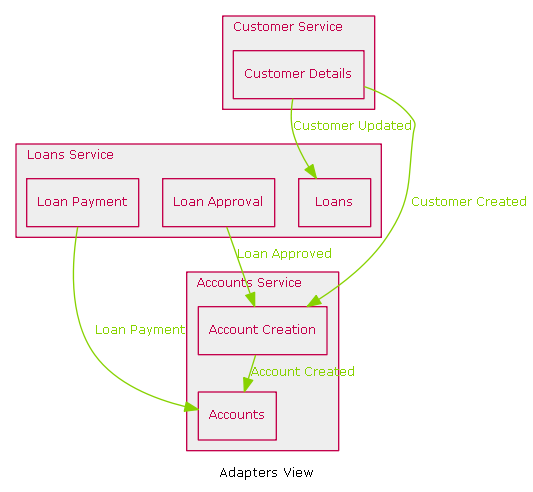 Customer Service
Customer Details
Customer Updated
Loans Service
Loan Payment
Loan Approval
Loans
Customer Created
Loan Approved
Accounts Service
Account Creation
Loan Payment
Account Created
Accounts
Adapters View